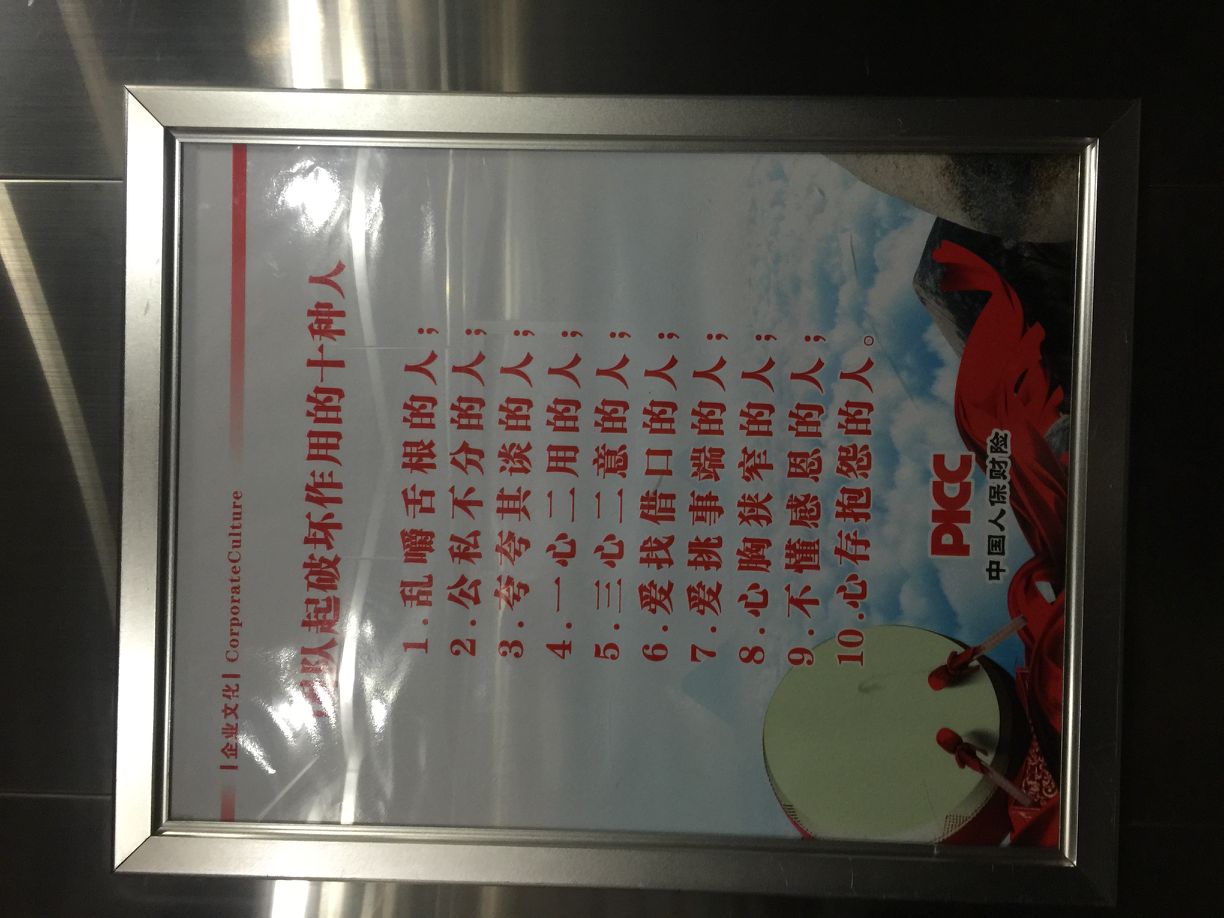 企业文化 CorporateCulture
队起破坏作用的十种人
1.乱嚼舌根的人;
2.公私不分的人;
3.夸夸其谈的人;
4.一心二用的人;
5.三心二意的人;
6.爱找借口的人;
7.爱挑事端的人;
8.心胸狭窄的人;
9.不懂感恩的人;
10.心存抱怨的人。
PICC
中国人保财险